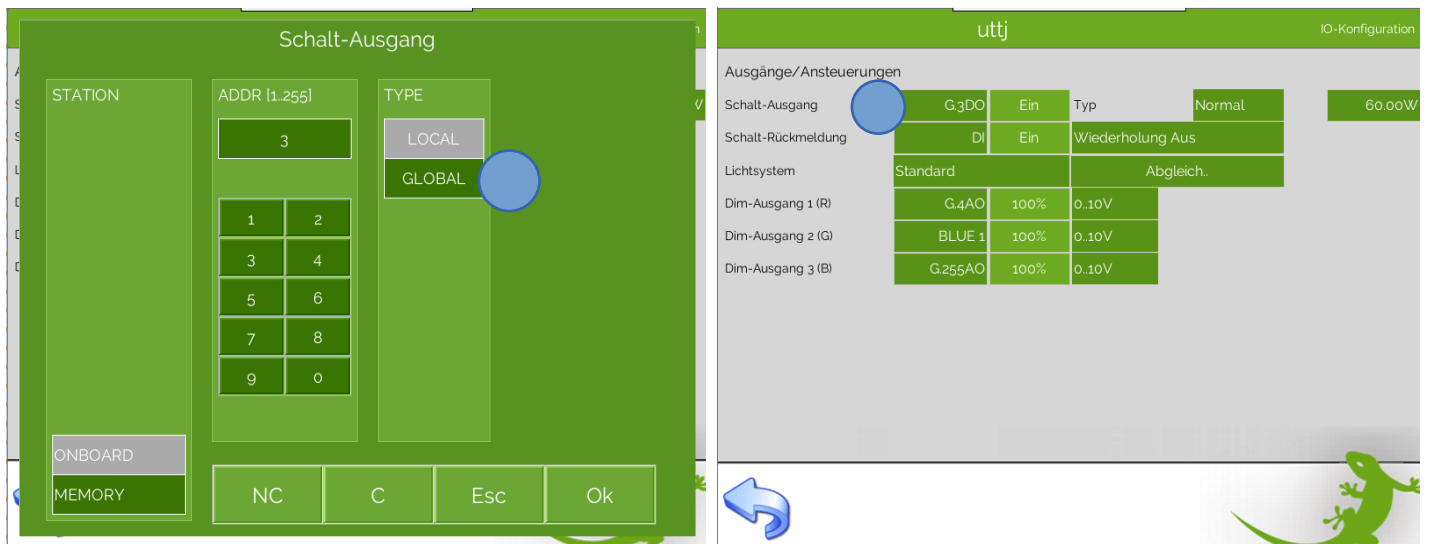 Schalt-Ausgang
STATION
ADDR [1..255]
TYPE
3
LOCAL
GLOBAL
1 2
3 4
5 6
7 8
9 0
ONBOARD
MEMORY
NC C Esc Ok
uttj IO-Konfiguration
Ausgänge/Ansteuerungen
Schalt-Ausgang G.3DO Ein Typ Normal 60.00W
Schalt-Rückmeldung DI Ein Wiederholung Aus
Lichtsystem Standard Abgleich..
Dim-Ausgang 1 (R) G.4AO 100% 0..10V
Dim-Ausgang 2 (G) BLUE 1 100% 0..10V
Dim-Ausgang 3 (B) G.255AO 100% 0..10V